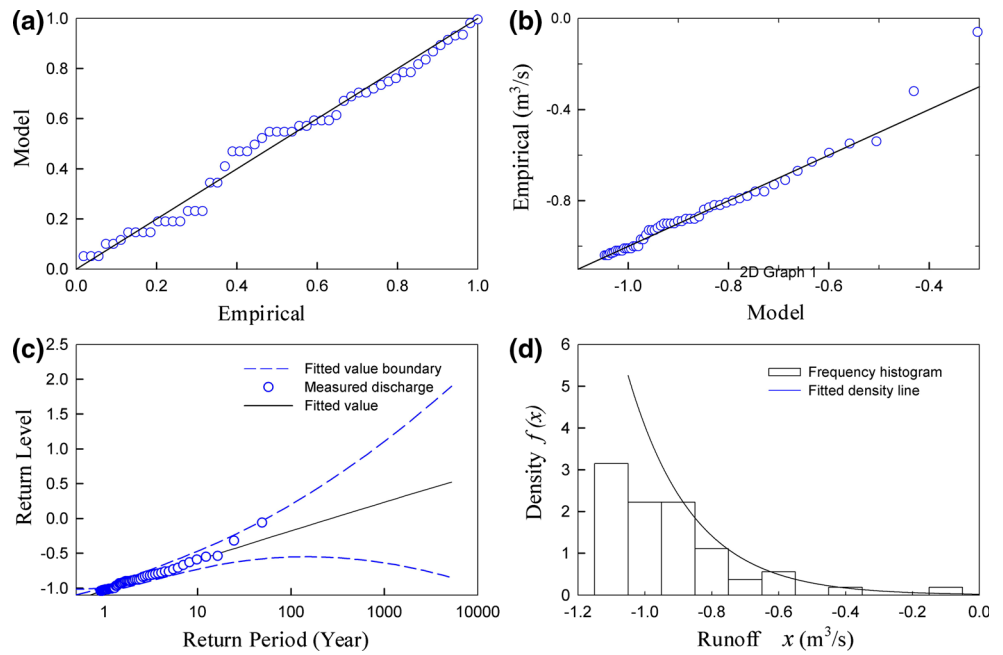 (a)
1.0
0.8
0.6
0.4
0.2
0.0
Model
0.0 0.2 0.4 0.6 0.8 1.0
Empirical
(b)
0.0
-0.4
-0.8
Empirical (m³/s)
2D Graph 1
-1.0 -0.8 -0.6 -0.4
Model
(c)
2.5
2.0
1.5
1.0
0.5
0.0
-0.5
-1.0
Return Level
Fitted value boundary
Measured discharge
Fitted value
1 10 100 1000 10000
Return Period (Year)
(d)
6
5
4
3
2
1
0
Density f (x)
Frequency histogram
Fitted density line
-1.2 -1.0 -0.8 -0.6 -0.4 -0.2 0.0
Runoff x (m³/s)